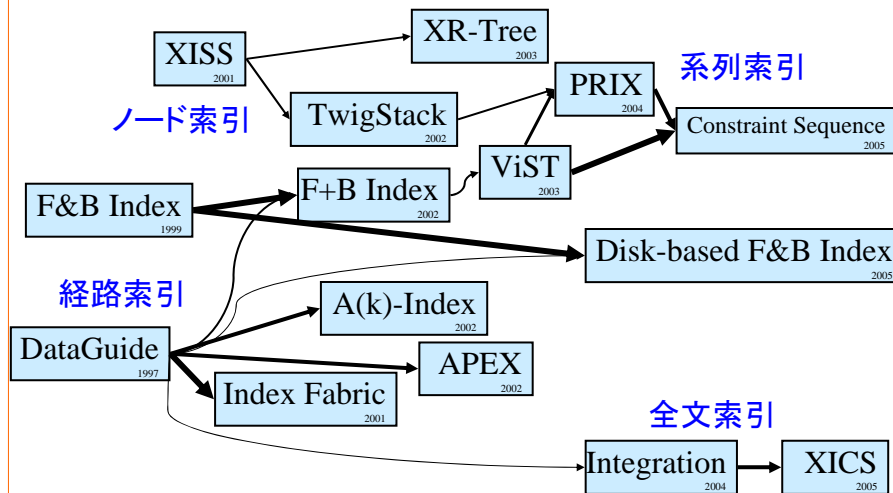 XISS
2001
XR-Tree
2003
系列索引
PRIX
2004
ノード索引
TwigStack
2002
Constraint Sequence
2005
ViST
2003
F+B Index
2002
F&B Index
1999
Disk-based F&B Index
2005
経路索引
A(k)-Index
2002
DataGuide
1997
APEX
2002
Index Fabric
2001
全文索引
Integration
2004
XICS
2005